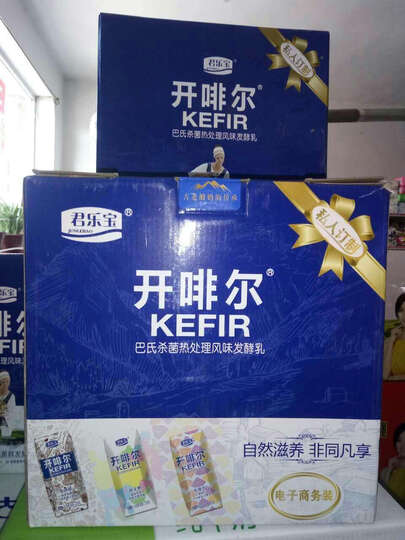 君乐宝®
私人订制
开啡尔®
KEFIR
巴氏杀菌热处理风味发酵乳
君乐宝®
JUNLEBAO
私人订制
开啡尔®
KEFIR
巴氏杀菌热处理风味发酵乳
开啡尔
KEFIR
开啡尔
KEFIR
开啡尔
KEFIR
自然滋养 非同凡享
电子商务装